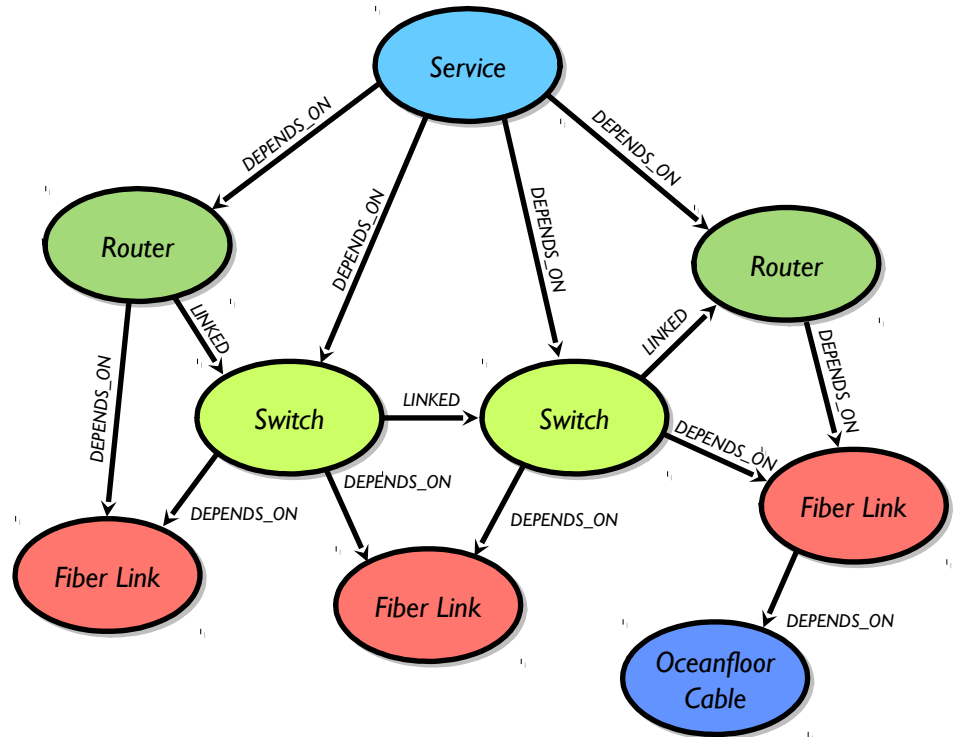 Service
DEPENDS_ON
DEPENDS_ON
DEPENDS_ON
DEPENDS_ON
Router
Router
LINKED
LINKED
DEPENDS_ON
DEPENDS_ON
Switch
LINKED
Switch
DEPENDS_ON
DEPENDS_ON
DEPENDS_ON
DEPENDS_ON
Fiber Link
Fiber Link
Fiber Link
DEPENDS_ON
Oceanfloor
Cable